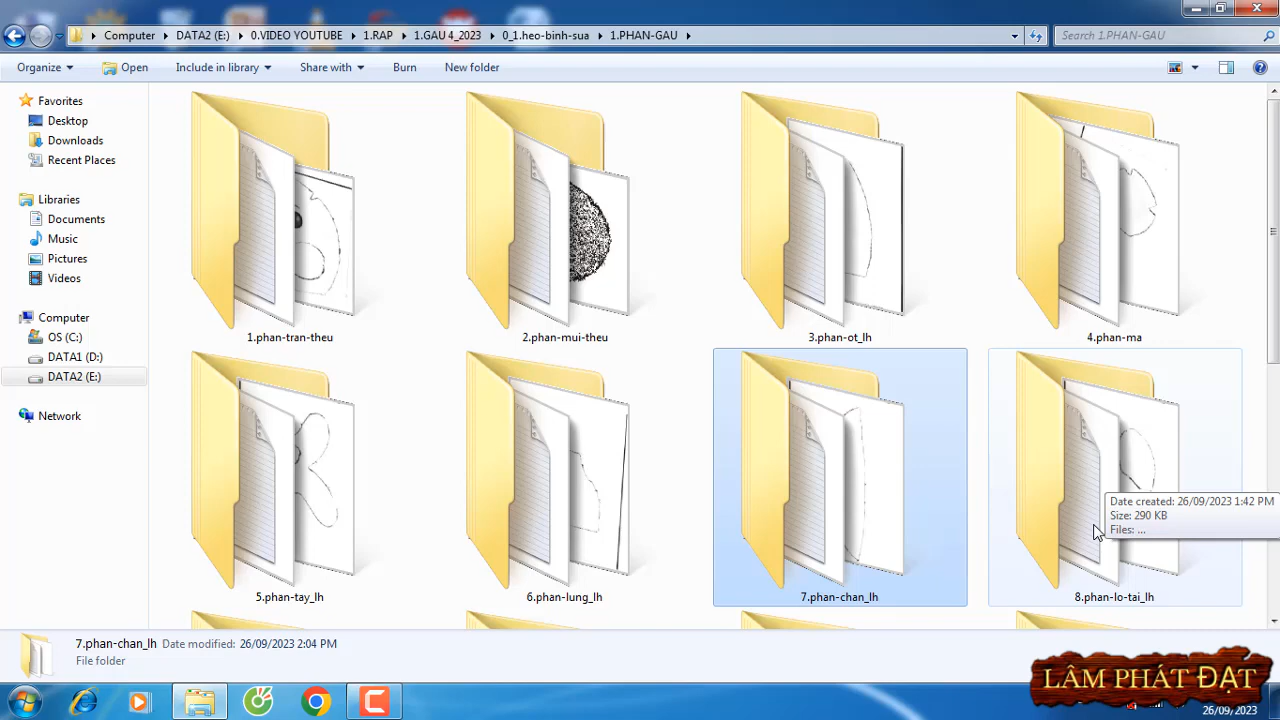 Computer
DATA2 (E:)
0.VIDEO YOUTUBE
1.RAP
1.GAU 4_2023
0_1.heo-binh-sua
1.PHAN-GAU
Search 1.PHAN-GAU
Organize
Open
Include in library
Share with
Burn
New folder
Favorites
Desktop
Downloads
Recent Places
Libraries
Documents
Music
Pictures
Videos
Computer
OS (C:)
DATA1 (D:)
DATA2 (E:)
Network
1.phan-tran-theu
2.phan-mui-theu
3.phan-ot_lh
4.phan-ma
5.phan-tay_lh
6.phan-lung_lh
7.phan-chan_lh
8.phan-lo-tai_lh
Date created: 26/09/2023 1:42 PM
Size: 290 KB
Files: ...
7.phan-chan_lh Date modified: 26/09/2023 2:04 PM
File folder
LÂM PHÁT ĐẠT
26/09/2023